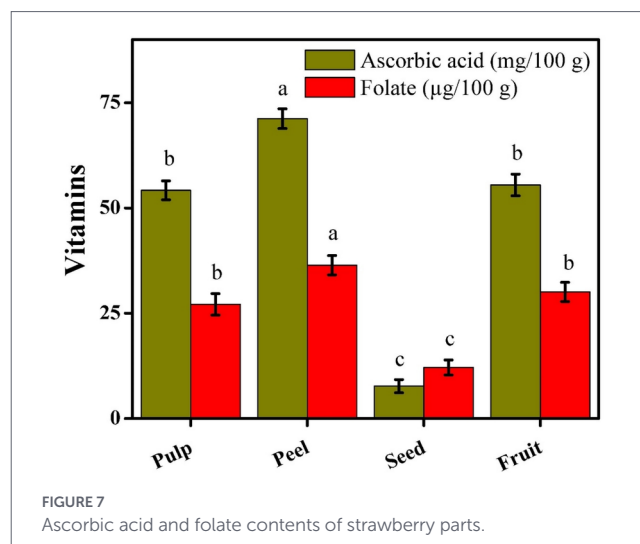 Ascorbic acid (mg/100 g)
Folate (µg/100 g)
Vitamins
75
50
25
0
b
b
a
a
c
c
b
b
Pulp
Peel
Seed
Fruit
FIGURE 7
Ascorbic acid and folate contents of strawberry parts.